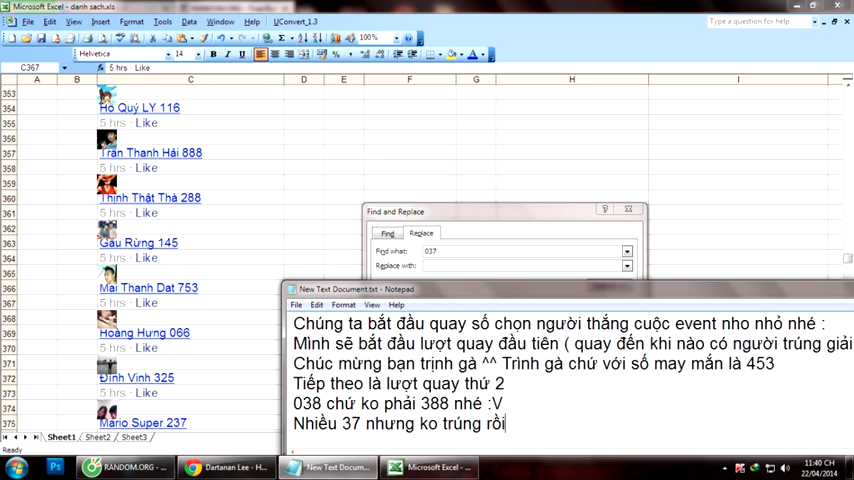 Microsoft Excel - danh sach.xls
File Edit View Insert Format Tools Data Window Help UConvert_1.3
Type a question for help
100%
Helvetica 14 B I U
C367 fx 5 hrs · Like
A B C D E F G H I
353
354 Hồ Quý LY 116
355 5 hrs · Like
356
357 Trần Thanh Hải 888
358 5 hrs · Like
359
360 Thịnh Thật Thà 288
361 5 hrs · Like
362
363 Gấu Rừng 145
364 5 hrs · Like
365
366 Mai Thanh Dat 753
367 5 hrs · Like
368
369 Hoàng Hưng 066
370 5 hrs · Like
371
372 Đình Vinh 325
373 5 hrs · Like
374
375 Mario Super 237
Find and Replace
Find Replace
Find what: 037
Replace with:
New Text Document.txt - Notepad
File Edit Format View Help
Chúng ta bắt đầu quay số chọn người thắng cuộc event nho nhỏ nhé :
Mình sẽ bắt đầu lượt quay đầu tiên ( quay đến khi nào có người trúng giải
Chúc mừng bạn trịnh gà ^^ Trình gà chứ với số may mắn là 453
Tiếp theo là lượt quay thứ 2
038 chứ ko phải 388 nhé :V
Nhiều 37 nhưng ko trúng rồi
Sheet1 Sheet2 Sheet3
Ready
Ps RANDOM.ORG - ... Dartanan Lee - H... New Text Docum... Microsoft Excel - ...
11:40 CH
22/04/2014